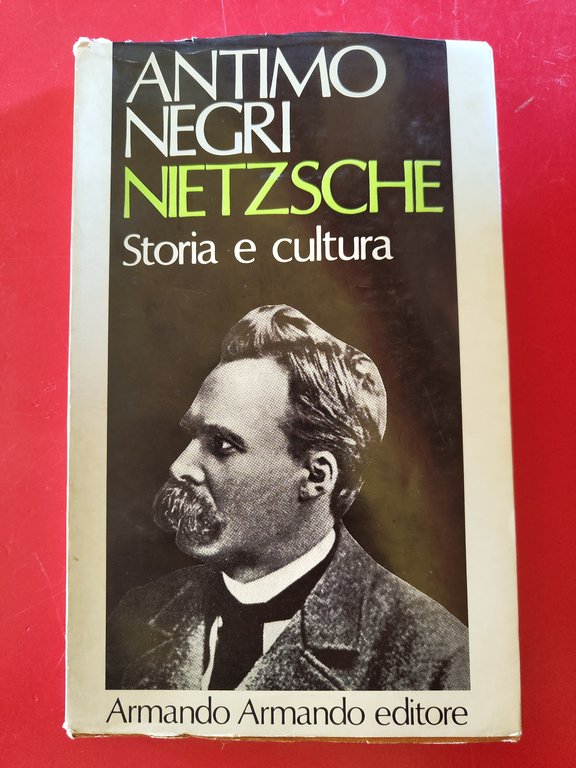 ANTIMO
NEGRI
NIETZSCHE
Storia e cultura
Armando Armando editore